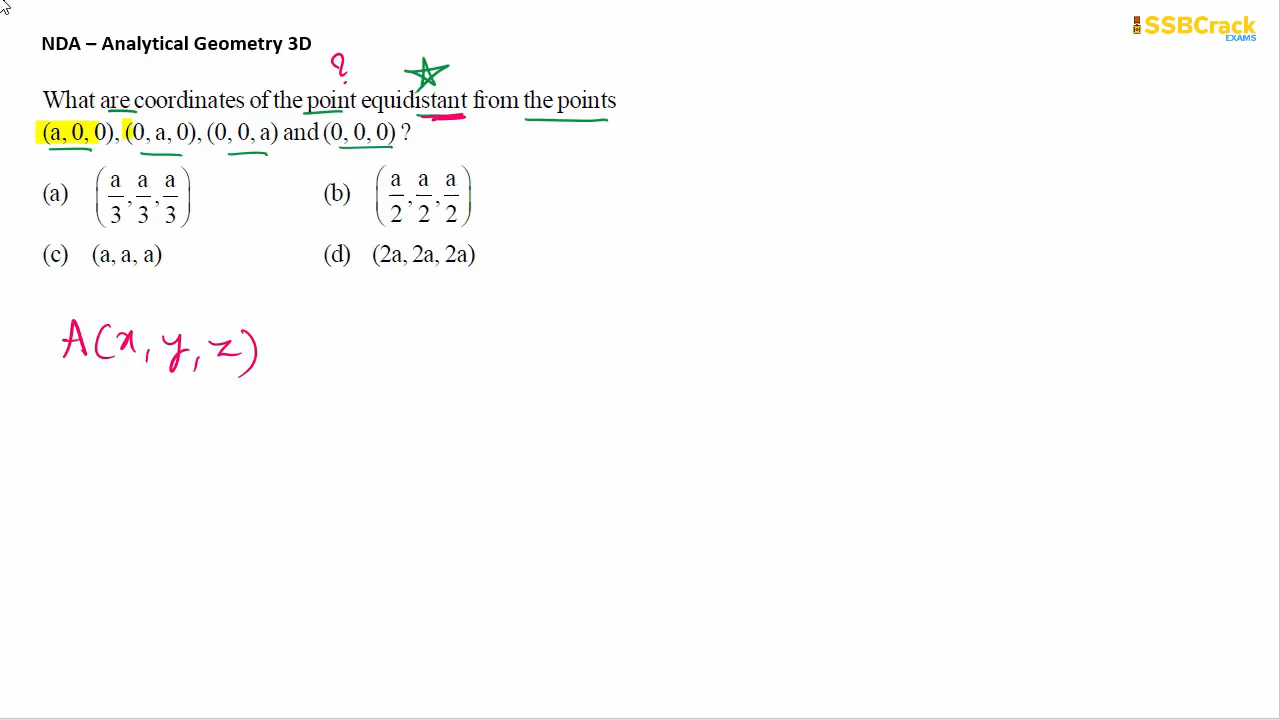 SSBCrack
EXAMS
NDA – Analytical Geometry 3D
?
What are coordinates of the point equidistant from the points
(a, 0, 0), (0, a, 0), (0, 0, a) and (0, 0, 0) ?
(a) (a/3, a/3, a/3) (b) (a/2, a/2, a/2)
(c) (a, a, a) (d) (2a, 2a, 2a)
A(x, y, z)